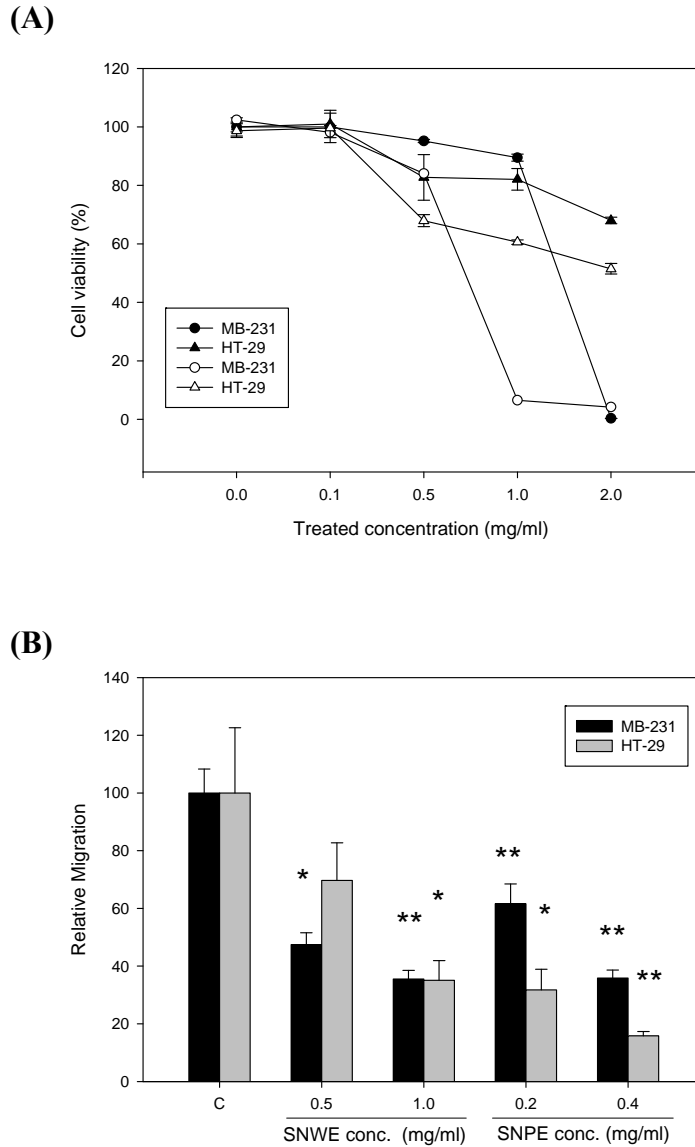 (A)
120
100
80
60
40
20
0
Cell viability (%)
MB-231
HT-29
MB-231
HT-29
0.0 0.1 0.5 1.0 2.0
Treated concentration (mg/ml)
(B)
140
120
100
80
60
40
20
0
Relative Migration
MB-231
HT-29
* ** * ** * ** **
C 0.5 1.0 0.2 0.4
SNWE conc. (mg/ml) SNPE conc. (mg/ml)